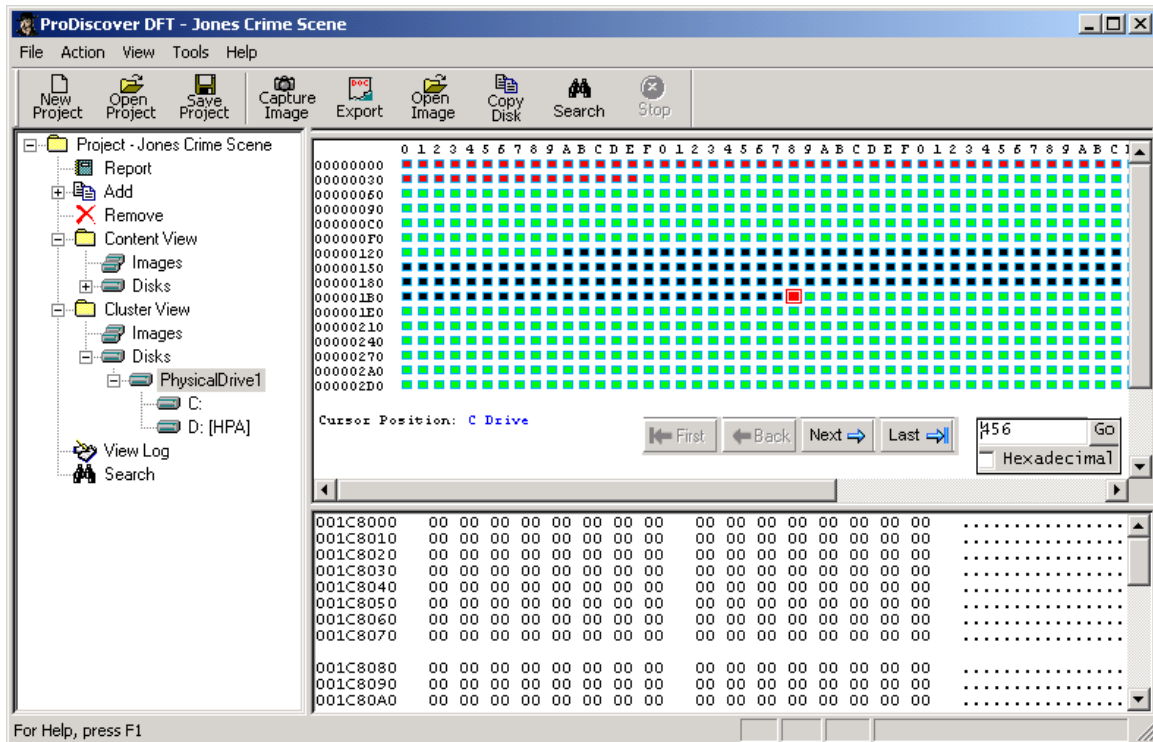 ProDiscover DFT - Jones Crime Scene
File Action View Tools Help
New Project Open Project Save Project Capture Image Export Open Image Copy Disk Search Stop
Project - Jones Crime Scene
Report
Add
Remove
Content View
Images
Disks
Cluster View
Images
Disks
PhysicalDrive1
C:
D: [HPA]
View Log
Search
0 1 2 3 4 5 6 7 8 9 A B C D E F 0 1 2 3 4 5 6 7 8 9 A B C D E F 0 1 2 3 4 5 6 7 8 9 A B C
00000000
00000030
00000060
00000090
000000C0
000000F0
00000120
00000150
00000180
000001B0
000001E0
00000210
00000240
00000270
000002A0
000002D0
Cursor Position: C Drive
First Back Next Last
456 Go
Hexadecimal
001C8000 00 00 00 00 00 00 00 00 00 00 00 00 00 00 00 00 ................
001C8010 00 00 00 00 00 00 00 00 00 00 00 00 00 00 00 00 ................
001C8020 00 00 00 00 00 00 00 00 00 00 00 00 00 00 00 00 ................
001C8030 00 00 00 00 00 00 00 00 00 00 00 00 00 00 00 00 ................
001C8040 00 00 00 00 00 00 00 00 00 00 00 00 00 00 00 00 ................
001C8050 00 00 00 00 00 00 00 00 00 00 00 00 00 00 00 00 ................
001C8060 00 00 00 00 00 00 00 00 00 00 00 00 00 00 00 00 ................
001C8070 00 00 00 00 00 00 00 00 00 00 00 00 00 00 00 00 ................
001C8080 00 00 00 00 00 00 00 00 00 00 00 00 00 00 00 00 ................
001C8090 00 00 00 00 00 00 00 00 00 00 00 00 00 00 00 00 ................
001C80A0 00 00 00 00 00 00 00 00 00 00 00 00 00 00 00 00 ................
For Help, press F1